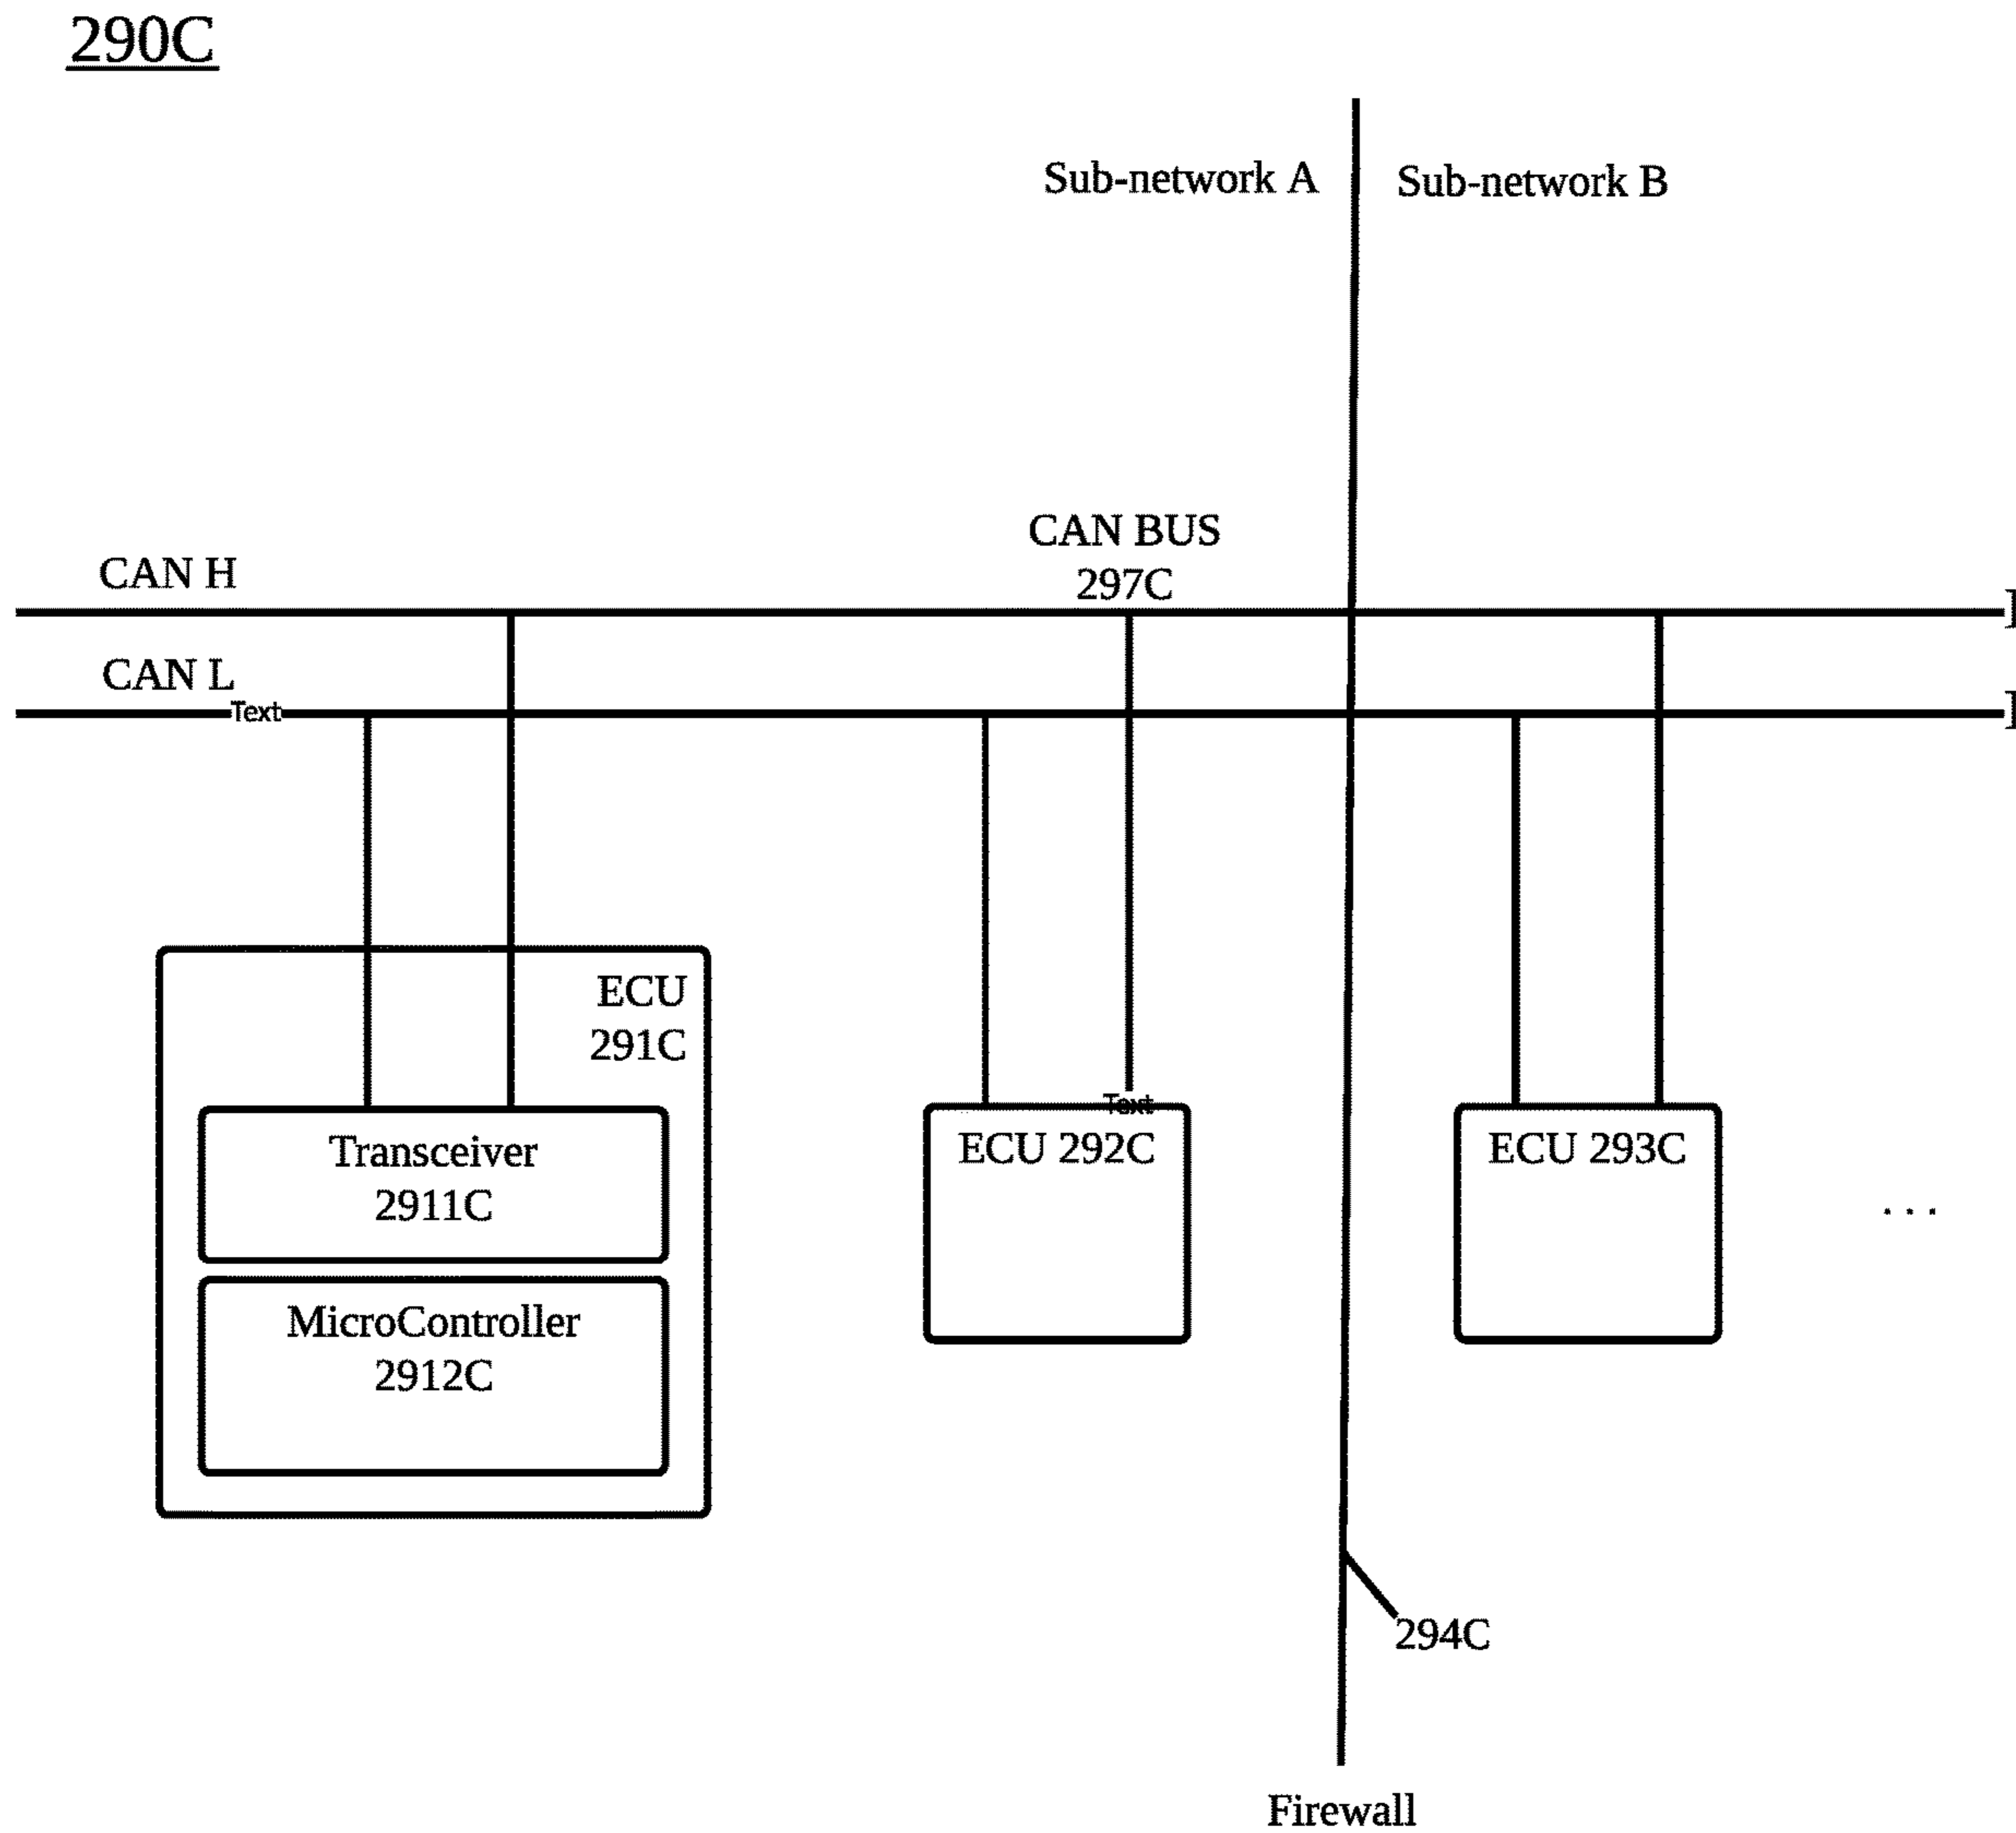 290C
Sub-network A
Sub-network B
CAN BUS
297C
CAN H
CAN L
Text
ECU
291C
Transceiver
2911C
MicroController
2912C
Text
ECU 292C
ECU 293C
. . .
294C
Firewall